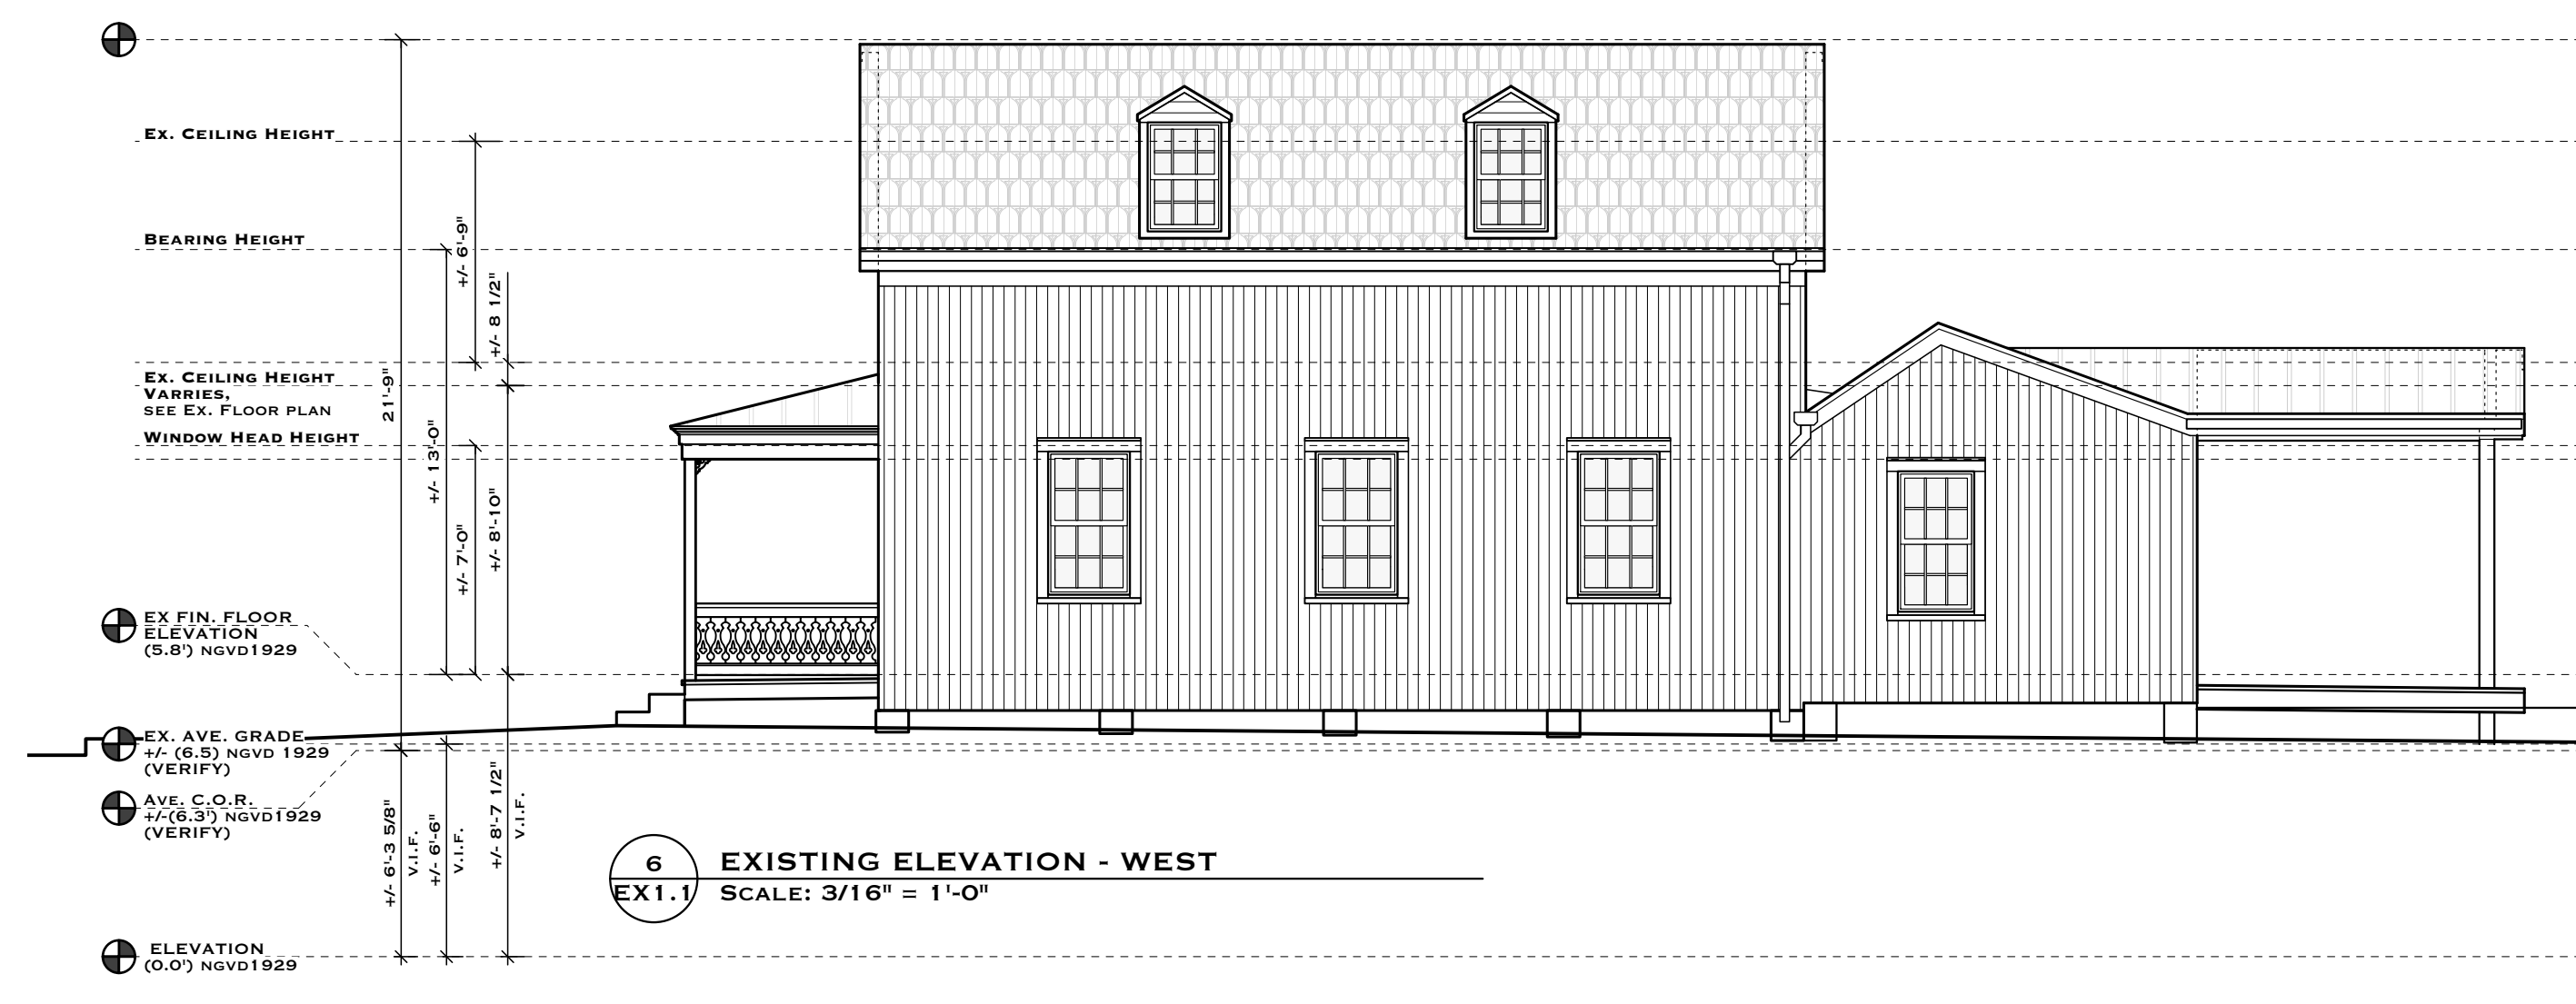 Ex. Ceiling Height
Bearing Height
+/- 6'-9"
+/- 8 1/2"
Ex. Ceiling Height
Varries,
see Ex. Floor plan
21'-9"
Window Head Height
+/- 13'-0"
+/- 7'-0"
+/- 8'-10"
EX FIN. FLOOR
ELEVATION
(5.8') NGVD1929
EX. AVE. GRADE
+/- (6.5) NGVD 1929
(VERIFY)
Ave. C.O.R.
+/-(6.3') NGVD1929
(VERIFY)
+/- 6'-3 5/8"
V.I.F.
+/- 6'-6"
V.I.F.
+/- 8'-7 1/2"
V.I.F.
6
EXISTING ELEVATION - WEST
EX1.1
Scale: 3/16" = 1'-0"
ELEVATION
(0.0') NGVD1929